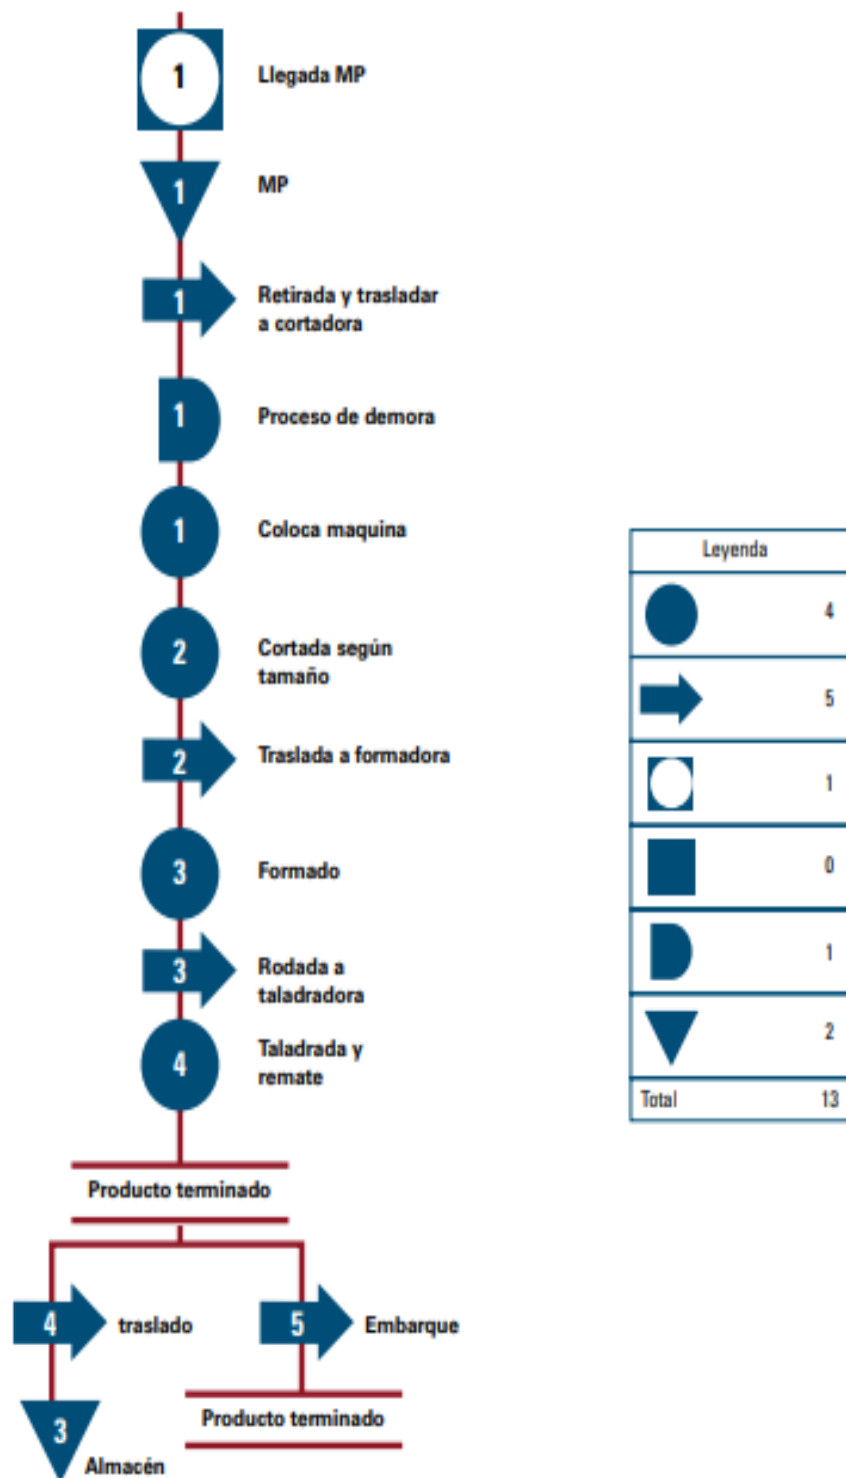 1 Llegada MP
1 MP
1 Retirada y trasladar
a cortadora
1 Proceso de demora
1 Coloca maquina
2 Cortada según
tamaño
2 Traslada a formadora
3 Formado
3 Rodada a
taladradora
4 Taladrada y
remate
Producto terminado
4 traslado
5 Embarque
3 Almacén
Producto terminado
Leyenda
4
5
1
0
1
2
Total 13